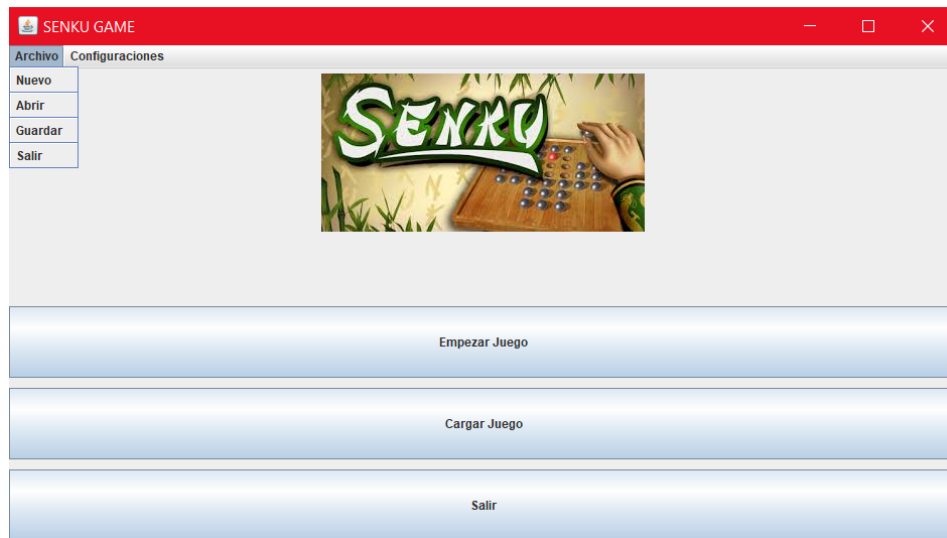 SENKU GAME
Archivo Configuraciones
Nuevo
Abrir
Guardar
Salir
SENKU
Empezar Juego
Cargar Juego
Salir